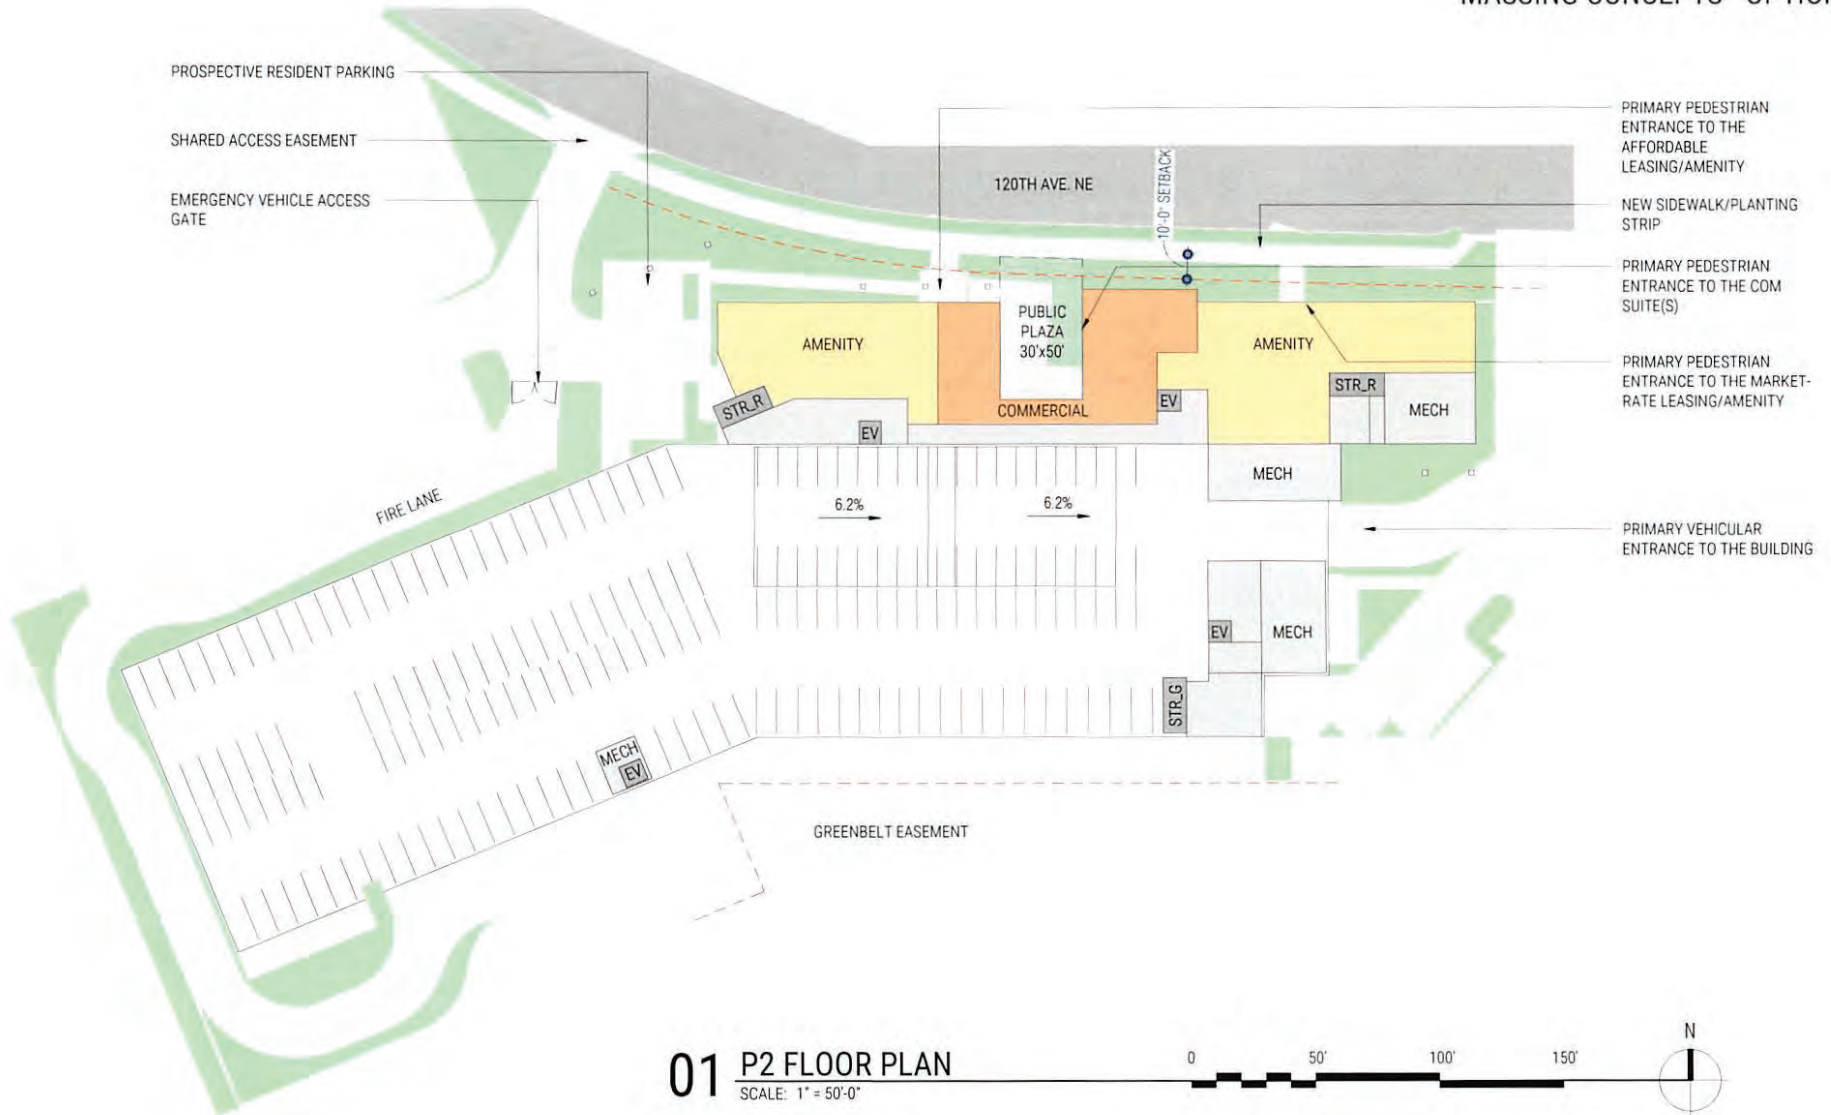 PROSPECTIVE RESIDENT PARKING
SHARED ACCESS EASEMENT
EMERGENCY VEHICLE ACCESS
GATE
120TH AVE. NE
10'-0" SETBACK
PRIMARY PEDESTRIAN
ENTRANCE TO THE
AFFORDABLE
LEASING/AMENITY
NEW SIDEWALK/PLANTING
STRIP
PRIMARY PEDESTRIAN
ENTRANCE TO THE COM
SUITE(S)
PRIMARY PEDESTRIAN
ENTRANCE TO THE MARKET-
RATE LEASING/AMENITY
PRIMARY VEHICULAR
ENTRANCE TO THE BUILDING
AMENITY
PUBLIC
PLAZA
30'x50'
AMENITY
STR_R
EV
COMMERCIAL
EV
STR_R
MECH
MECH
FIRE LANE
6.2%
6.2%
EV
MECH
STR_G
MECH
EV
GREENBELT EASEMENT
01 P2 FLOOR PLAN
SCALE: 1" = 50'-0"
0 50' 100' 150'
N